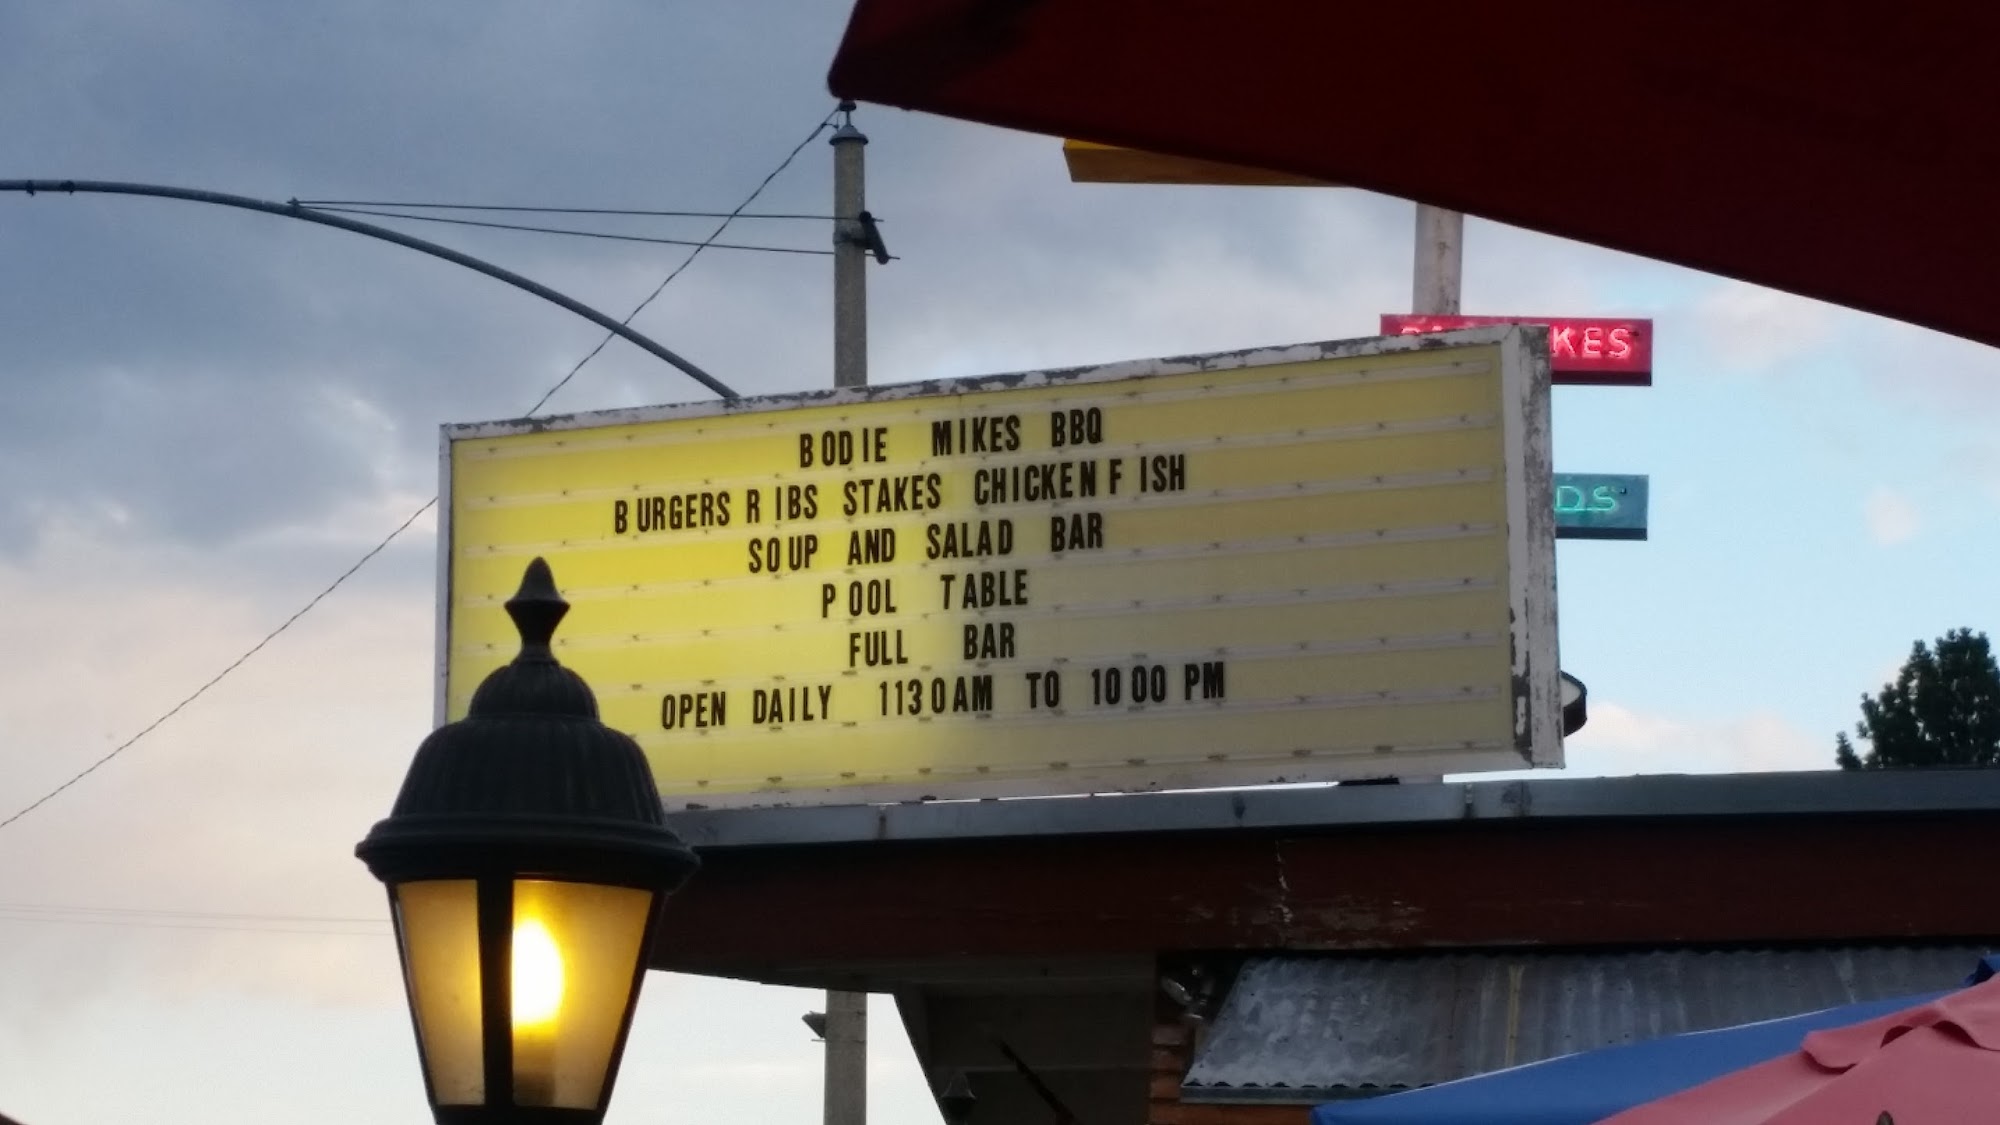 BODIE MIKES BBQ
BURGERS RIBS STAKES CHICKEN FISH
SOUP AND SALAD BAR
POOL TABLE
FULL BAR
OPEN DAILY 1130AM TO 1000 PM